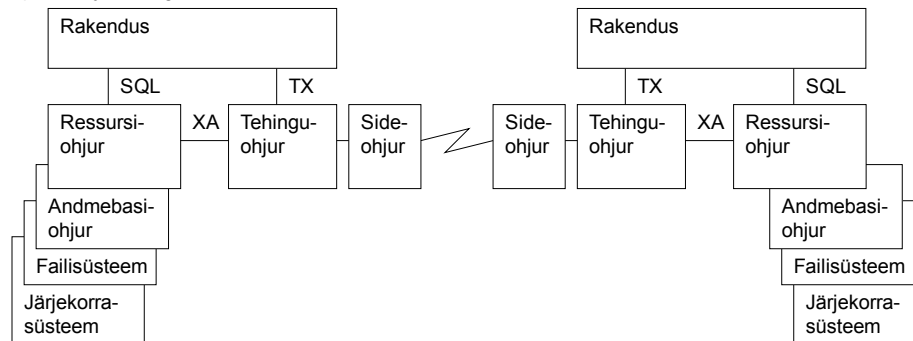 Rakendus
Rakendus
SQL
TX
TX
SQL
Ressursi-
ohjur
XA
Tehingu-
ohjur
Side-
ohjur
Side-
ohjur
Tehingu-
ohjur
XA
Ressursi-
ohjur
Andmebasi-
ohjur
Andmebasi-
ohjur
Failisüsteem
Failisüsteem
Järjekorra-
süsteem
Järjekorra-
süsteem